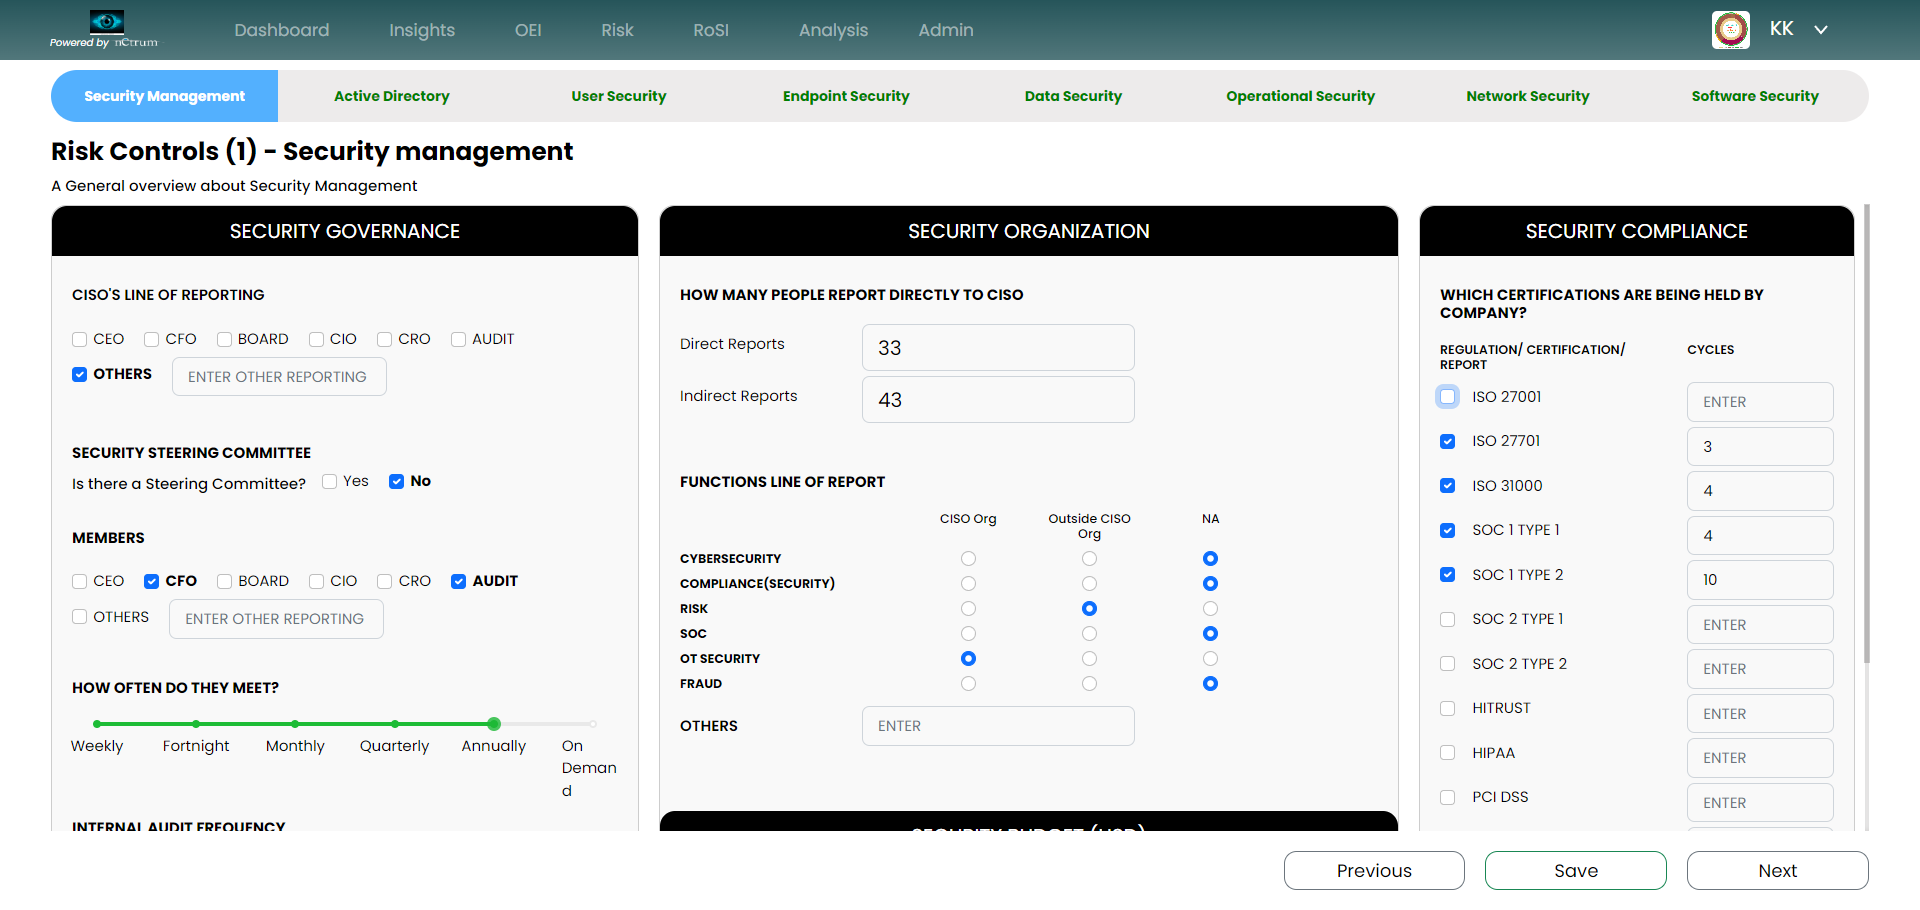 Powered by nCtrum
Dashboard Insights OEI Risk RoSI Analysis Admin KK
Security Management Active Directory User Security Endpoint Security Data Security Operational Security Network Security Software Security
Risk Controls (1) - Security management
A General overview about Security Management
SECURITY GOVERNANCE
CISO'S LINE OF REPORTING
CEO CFO BOARD CIO CRO AUDIT
OTHERS ENTER OTHER REPORTING
SECURITY STEERING COMMITTEE
Is there a Steering Committee? Yes No
MEMBERS
CEO CFO BOARD CIO CRO AUDIT
OTHERS ENTER OTHER REPORTING
HOW OFTEN DO THEY MEET?
Weekly Fortnight Monthly Quarterly Annually On
Deman
d
INTERNAL AUDIT FREQUENCY
SECURITY ORGANIZATION
HOW MANY PEOPLE REPORT DIRECTLY TO CISO
Direct Reports 33
Indirect Reports 43
FUNCTIONS LINE OF REPORT
CISO Org Outside CISO NA
Org
CYBERSECURITY
COMPLIANCE(SECURITY)
RISK
SOC
OT SECURITY
FRAUD
OTHERS ENTER
SECURITY BUDGET (USD)
SECURITY COMPLIANCE
WHICH CERTIFICATIONS ARE BEING HELD BY
COMPANY?
REGULATION/ CERTIFICATION/ CYCLES
REPORT
ISO 27001 ENTER
ISO 27701 3
ISO 31000 4
SOC 1 TYPE 1 4
SOC 1 TYPE 2 10
SOC 2 TYPE 1 ENTER
SOC 2 TYPE 2 ENTER
HITRUST ENTER
HIPAA ENTER
PCI DSS ENTER
Previous Save Next